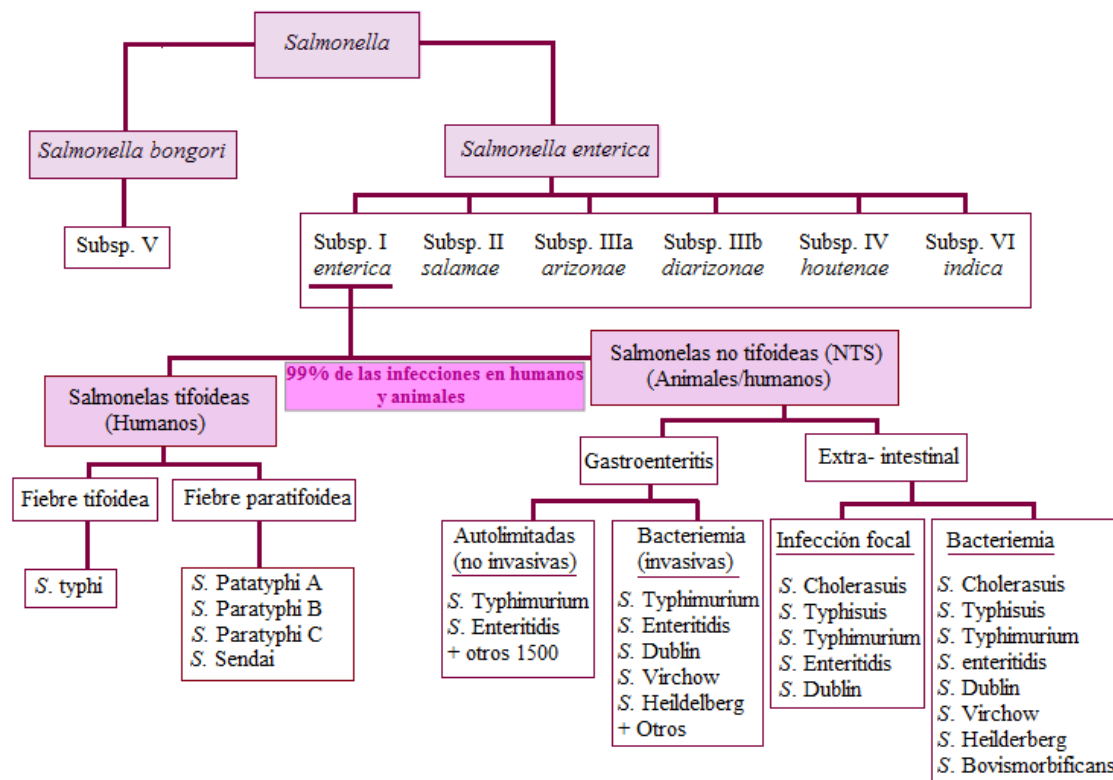 Salmonella
Salmonella bongori
Salmonella enterica
Subsp. V
Subsp. I
enterica
Subsp. II
salamae
Subsp. IIIa
arizonae
Subsp. IIIb
diarizonae
Subsp. IV
houtenae
Subsp. VI
indica
99% de las infecciones en humanos
y animales
Salmonelas tifoideas
(Humanos)
Salmonelas no tifoideas (NTS)
(Animales/humanos)
Fiebre tifoidea
Fiebre paratifoidea
S. typhi
S. Patatyphi A
S. Paratyphi B
S. Paratyphi C
S. Sendai
Gastroenteritis
Extra- intestinal
Autolimitadas
(no invasivas)
S. Typhimurium
S. Enteritidis
+ otros 1500
Bacteriemia
(invasivas)
S. Typhimurium
S. Enteritidis
S. Dublin
S. Virchow
S. Heildelberg
+ Otros
Infección focal
S. Cholerasuis
S. Typhisuis
S. Typhimurium
S. Enteritidis
S. Dublin
Bacteriemia
S. Cholerasuis
S. Typhisuis
S. Typhimurium
S. enteritidis
S. Dublin
S. Virchow
S. Heilderberg
S. Bovismorbificans